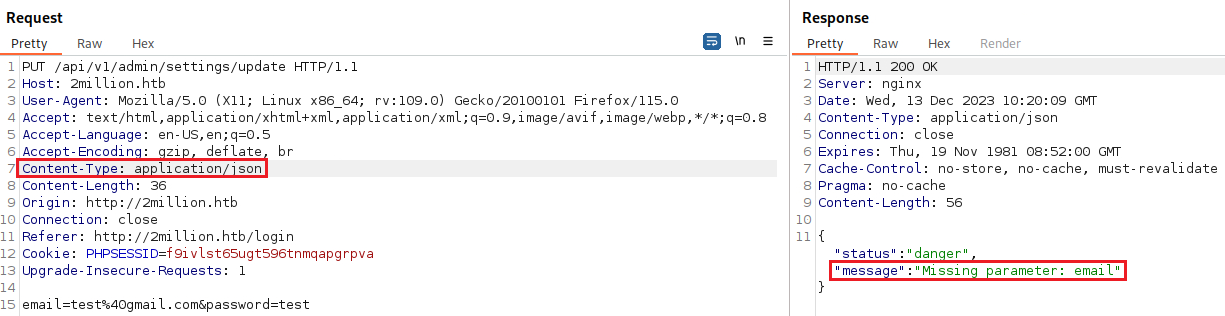 Request
Pretty Raw Hex
\n
1 PUT /api/v1/admin/settings/update HTTP/1.1
2 Host: 2million.htb
3 User-Agent: Mozilla/5.0 (X11; Linux x86_64; rv:109.0) Gecko/20100101 Firefox/115.0
4 Accept: text/html,application/xhtml+xml,application/xml;q=0.9,image/avif,image/webp,*/*;q=0.8
5 Accept-Language: en-US,en;q=0.5
6 Accept-Encoding: gzip, deflate, br
7 Content-Type: application/json
8 Content-Length: 36
9 Origin: http://2million.htb
10 Connection: close
11 Referer: http://2million.htb/login
12 Cookie: PHPSESSID=f9ivlst65ugt596tnmqapgrpva
13 Upgrade-Insecure-Requests: 1
14
15 email=test%40gmail.com&password=test
Response
Pretty Raw Hex Render
1 HTTP/1.1 200 OK
2 Server: nginx
3 Date: Wed, 13 Dec 2023 10:20:09 GMT
4 Content-Type: application/json
5 Connection: close
6 Expires: Thu, 19 Nov 1981 08:52:00 GMT
7 Cache-Control: no-store, no-cache, must-revalidate
8 Pragma: no-cache
9 Content-Length: 56
10
11 {
"status":"danger",
"message":"Missing parameter: email"
}